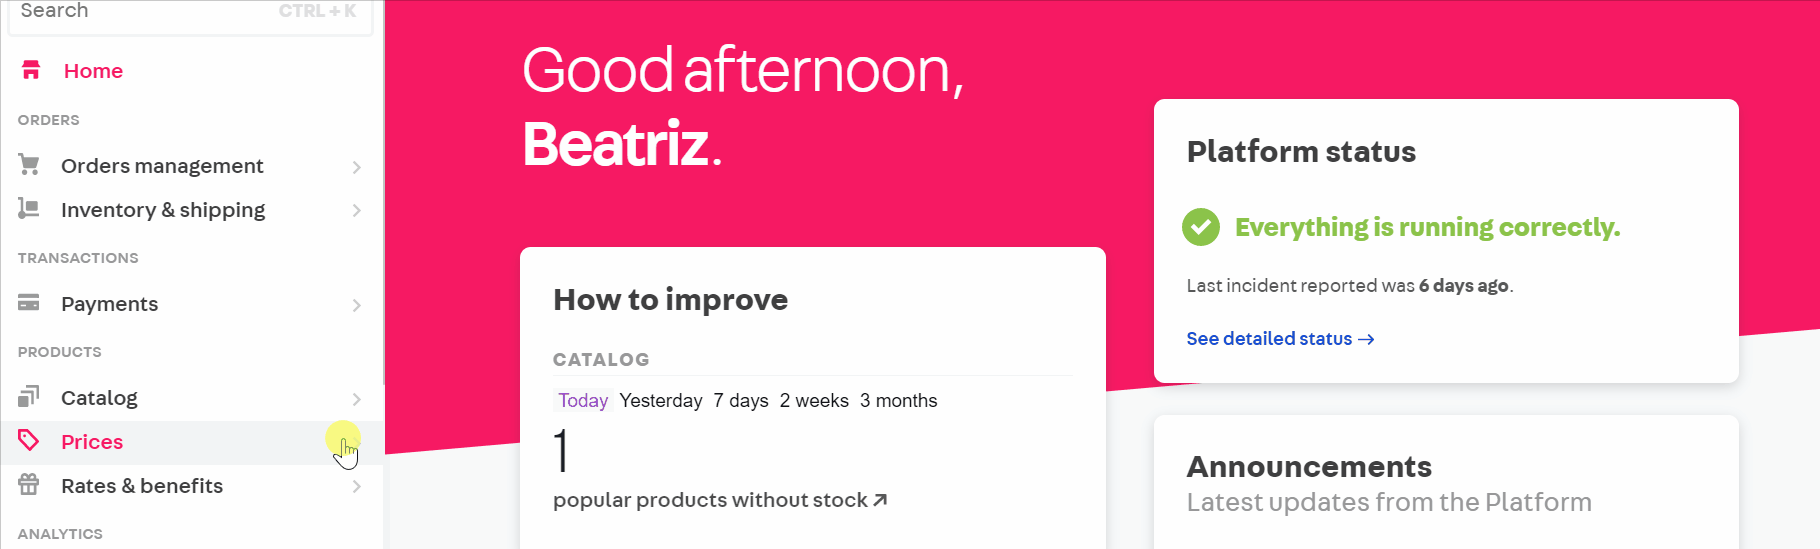 Search CTRL + K
Home
ORDERS
Orders management
Inventory & shipping
TRANSACTIONS
Payments
PRODUCTS
Catalog
Prices
Rates & benefits
ANALYTICS
Good afternoon,
Beatriz.
How to improve
CATALOG
Today Yesterday 7 days 2 weeks 3 months
1
popular products without stock ↗
Platform status
Everything is running correctly.
Last incident reported was 6 days ago.
See detailed status →
Announcements
Latest updates from the Platform